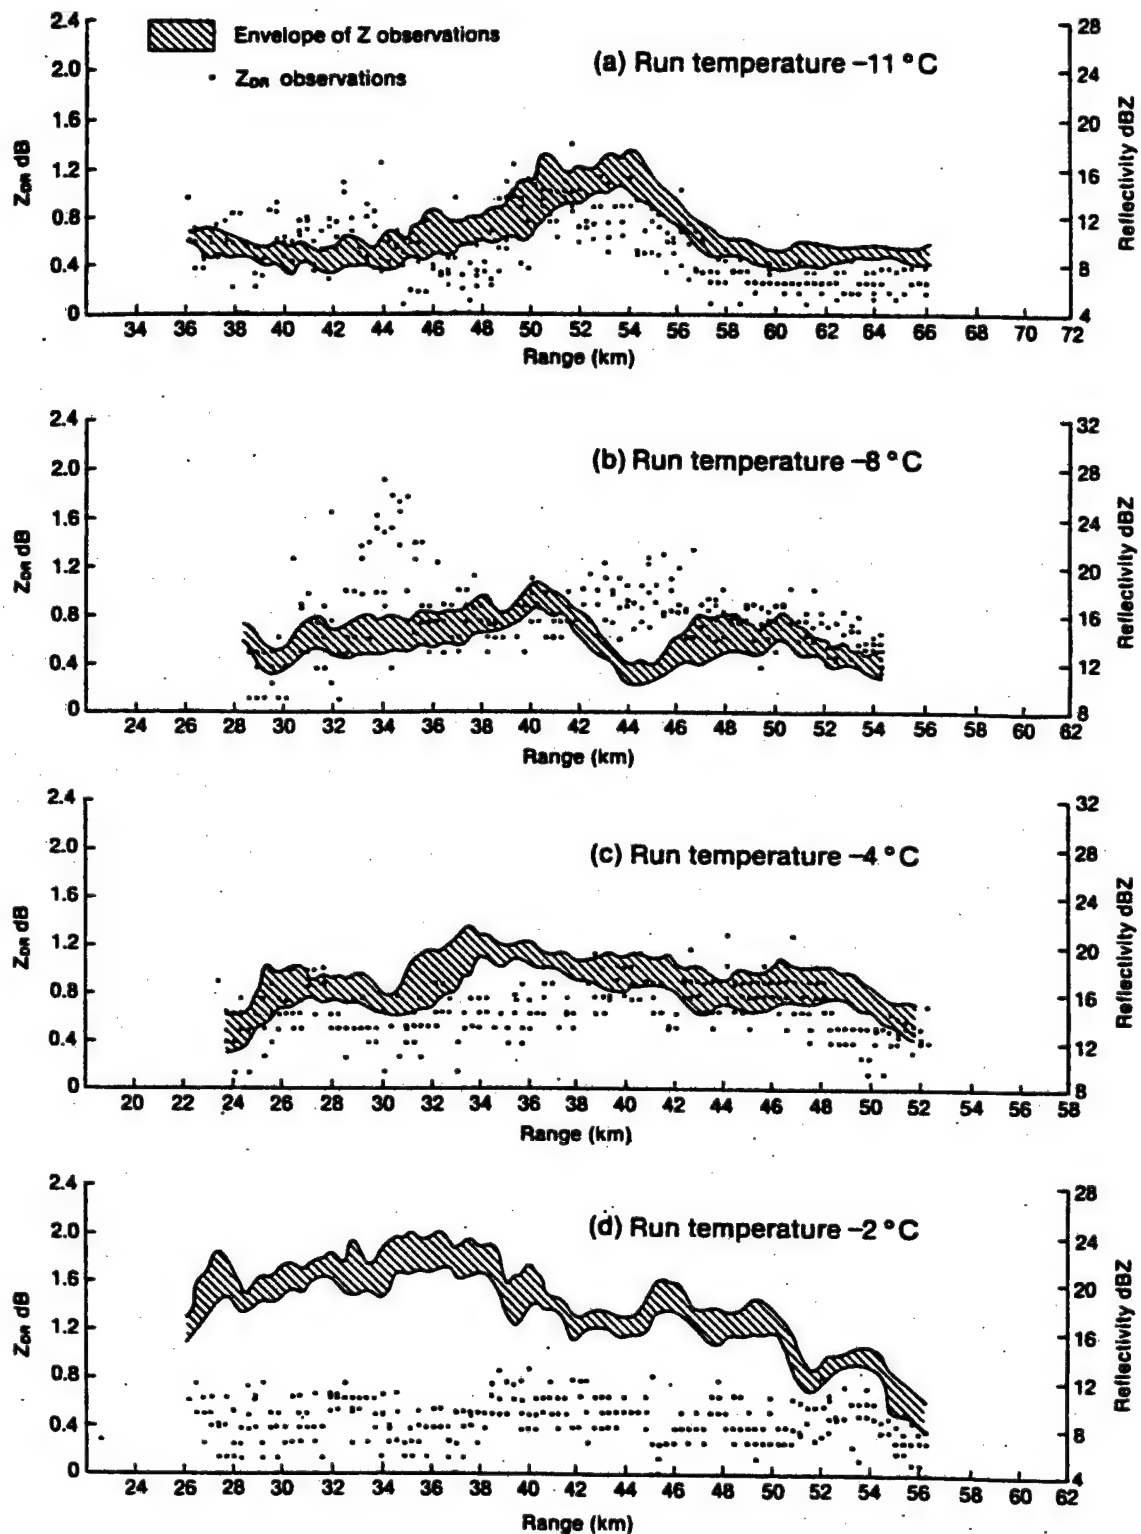 Envelope of Z observations
Z_DR observations
(a) Run temperature –11 °C
2.4
2.0
1.6
1.2
0.8
0.4
0
Z_DR dB
28
24
20
16
12
8
4
Reflectivity dBZ
34 36 38 40 42 44 46 48 50 52 54 56 58 60 62 64 66 68 70 72
Range (km)
(b) Run temperature –8 °C
2.4
2.0
1.6
1.2
0.8
0.4
0
Z_DR dB
32
28
24
20
16
12
8
Reflectivity dBZ
24 26 28 30 32 34 36 38 40 42 44 46 48 50 52 54 56 58 60 62
Range (km)
(c) Run temperature –4 °C
2.4
2.0
1.6
1.2
0.8
0.4
0
Z_DR dB
32
28
24
20
16
12
8
Reflectivity dBZ
20 22 24 26 28 30 32 34 36 38 40 42 44 46 48 50 52 54 56 58
Range (km)
(d) Run temperature –2 °C
2.4
2.0
1.6
1.2
0.8
0.4
0
Z_DR dB
28
24
20
16
12
8
4
Reflectivity dBZ
24 26 28 30 32 34 36 38 40 42 44 46 48 50 52 54 56 58 60 62
Range (km)